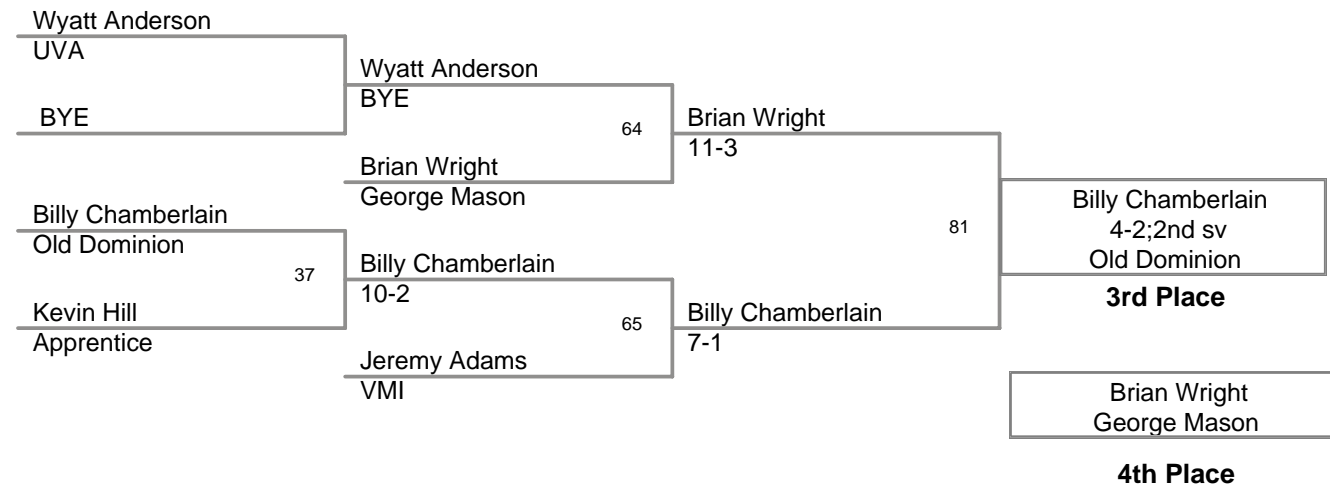 Wyatt Anderson
UVA
BYE
Billy Chamberlain
Old Dominion
37
Kevin Hill
Apprentice
Wyatt Anderson
BYE
64
Brian Wright
George Mason
Billy Chamberlain
10-2
65
Jeremy Adams
VMI
Brian Wright
11-3
81
Billy Chamberlain
7-1
Billy Chamberlain
4-2;2nd sv
Old Dominion
3rd Place
Brian Wright
George Mason
4th Place